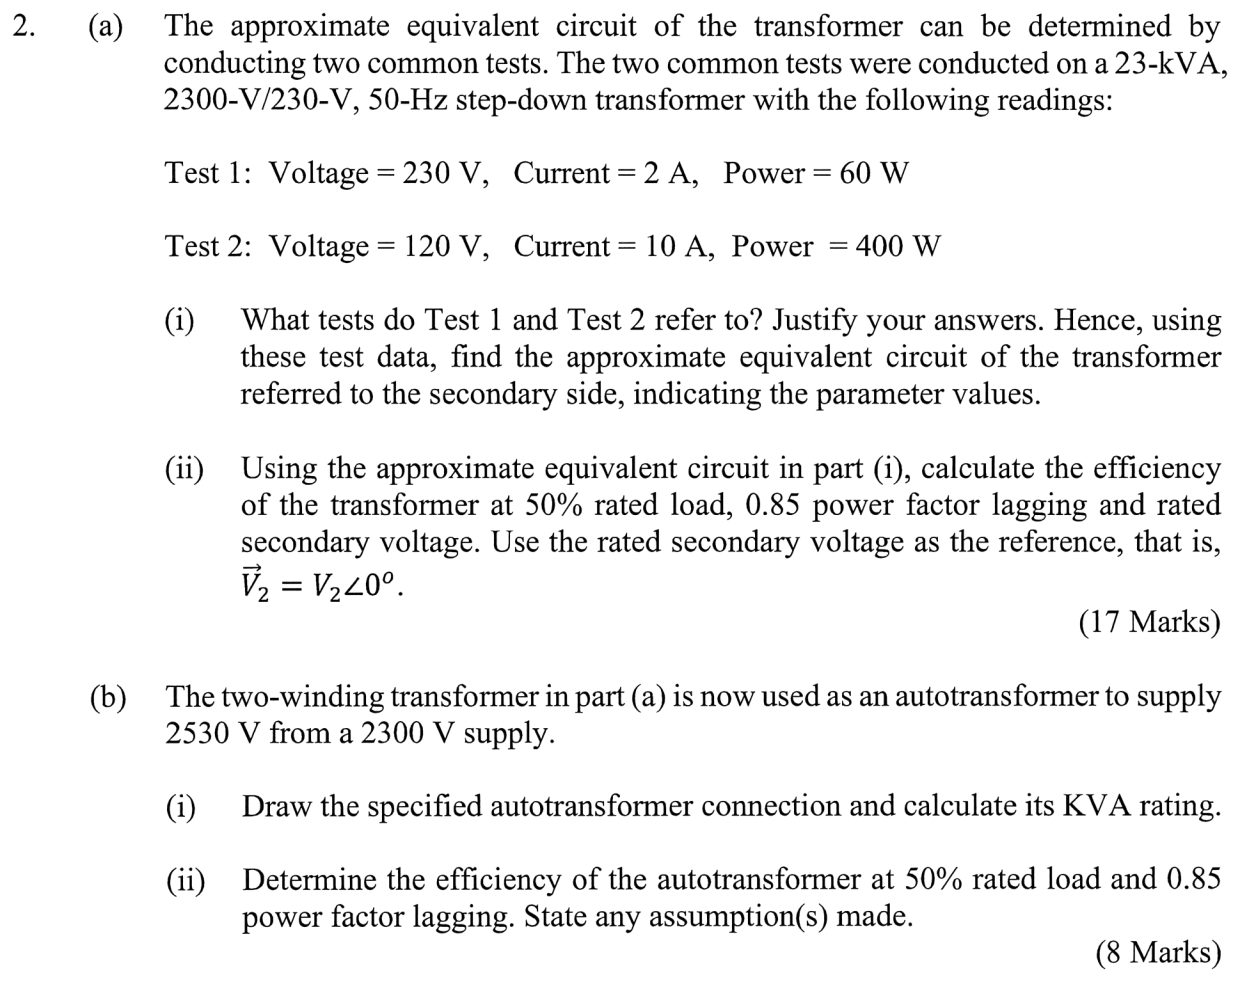 2. (a) The approximate equivalent circuit of the transformer can be determined by
conducting two common tests. The two common tests were conducted on a 23-kVA,
2300-V/230-V, 50-Hz step-down transformer with the following readings:
Test 1: Voltage = 230 V, Current = 2 A, Power = 60 W
Test 2: Voltage = 120 V, Current = 10 A, Power = 400 W
(i) What tests do Test 1 and Test 2 refer to? Justify your answers. Hence, using
these test data, find the approximate equivalent circuit of the transformer
referred to the secondary side, indicating the parameter values.
(ii) Using the approximate equivalent circuit in part (i), calculate the efficiency
of the transformer at 50% rated load, 0.85 power factor lagging and rated
secondary voltage. Use the rated secondary voltage as the reference, that is,
V⃗₂ = V₂∠0ᵒ.
(17 Marks)
(b) The two-winding transformer in part (a) is now used as an autotransformer to supply
2530 V from a 2300 V supply.
(i) Draw the specified autotransformer connection and calculate its KVA rating.
(ii) Determine the efficiency of the autotransformer at 50% rated load and 0.85
power factor lagging. State any assumption(s) made.
(8 Marks)